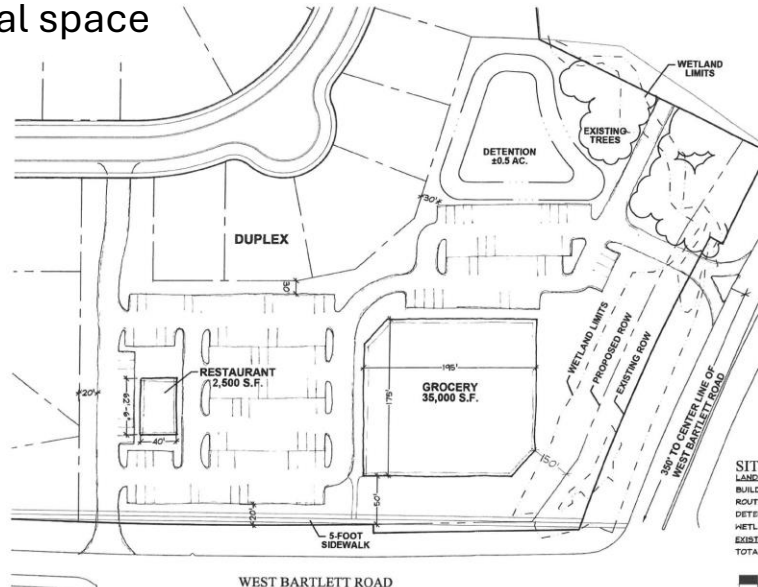 al space
WETLAND
LIMITS
EXISTING
TREES
DETENTION
±0.5 AC.
30'
DUPLEX
30'
WETLAND LIMITS
PROPOSED ROW
EXISTING ROW
RESTAURANT
2,500 S.F.
195'
175'
GROCERY
35,000 S.F.
20'
62'-6"
40'
350' TO CENTER LINE OF
WEST BARTLETT ROAD
150'
50'
20'
5-FOOT
SIDEWALK
WEST BARTLETT ROAD
SIT
LAND
BUILD
ROUT
DETE
WETL
EXIST
TOTA